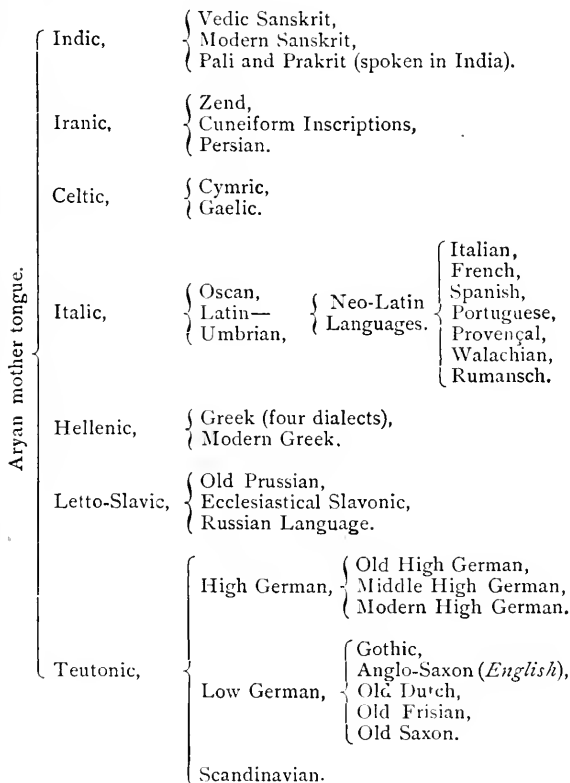 Aryan mother tongue.
Indic,
Vedic Sanskrit,
Modern Sanskrit,
Pali and Prakrit (spoken in India).
Iranic,
Zend,
Cuneiform Inscriptions,
Persian.
Celtic,
Cymric,
Gaelic.
Italic,
Oscan,
Latin—
Umbrian,
Neo-Latin
Languages.
Italian,
French,
Spanish,
Portuguese,
Provençal,
Walachian,
Rumansch.
Hellenic,
Greek (four dialects),
Modern Greek.
Letto-Slavic,
Old Prussian,
Ecclesiastical Slavonic,
Russian Language.
Teutonic,
High German,
Old High German,
Middle High German,
Modern High German.
Low German,
Gothic,
Anglo-Saxon (English),
Old Dutch,
Old Frisian,
Old Saxon.
Scandinavian.